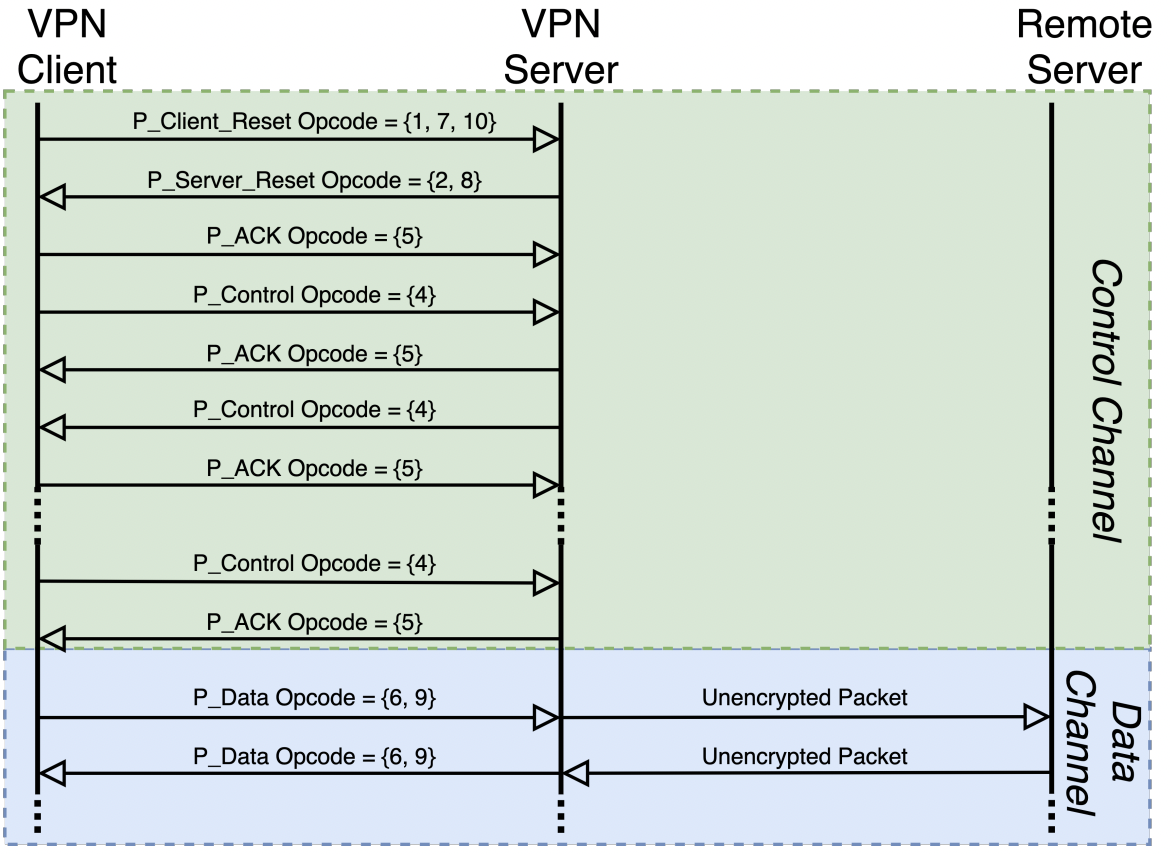 VPN
Client
VPN
Server
Remote
Server
P_Client_Reset Opcode = {1, 7, 10}
P_Server_Reset Opcode = {2, 8}
P_ACK Opcode = {5}
P_Control Opcode = {4}
P_ACK Opcode = {5}
P_Control Opcode = {4}
P_ACK Opcode = {5}
P_Control Opcode = {4}
P_ACK Opcode = {5}
Control Channel
P_Data Opcode = {6, 9}
Unencrypted Packet
P_Data Opcode = {6, 9}
Unencrypted Packet
Data
Channel